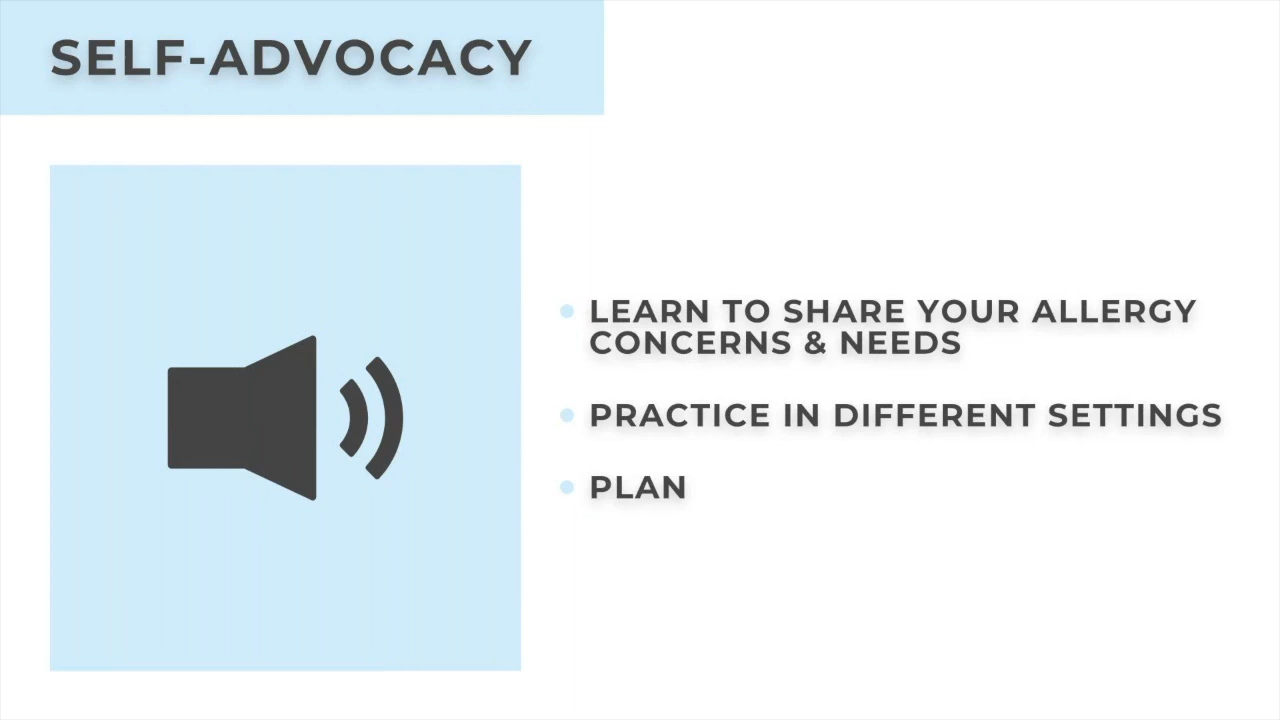 SELF-ADVOCACY
LEARN TO SHARE YOUR ALLERGY
CONCERNS & NEEDS
PRACTICE IN DIFFERENT SETTINGS
PLAN